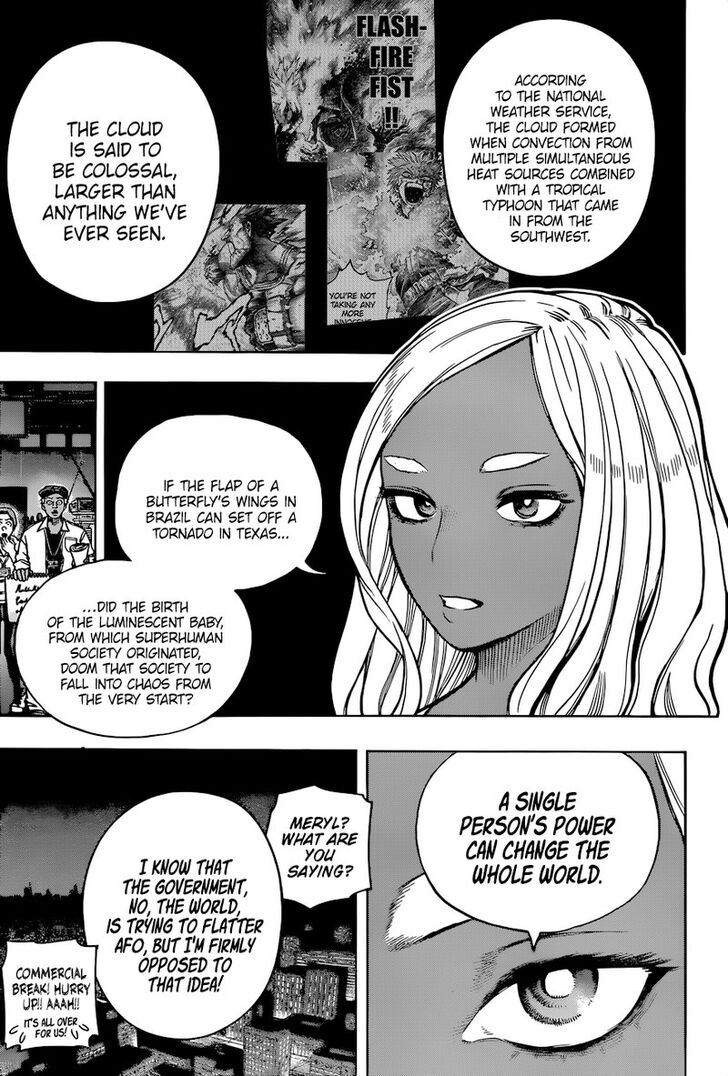 ACCORDING
TO THE NATIONAL
WEATHER SERVICE,
THE CLOUD FORMED
WHEN CONVECTION FROM
MULTIPLE SIMULTANEOUS
HEAT SOURCES COMBINED
WITH A TROPICAL
TYPHOON THAT CAME
IN FROM THE
SOUTHWEST.
FLASH-
FIRE
FIST
!!
YOU'RE NOT
TAKING ANY
MORE
THE CLOUD
IS SAID TO
BE COLOSSAL,
LARGER THAN
ANYTHING WE'VE
EVER SEEN.
IF THE FLAP OF A
BUTTERFLY'S WINGS IN
BRAZIL CAN SET OFF A
TORNADO IN TEXAS...
...DID THE BIRTH
OF THE LUMINESCENT BABY,
FROM WHICH SUPERHUMAN
SOCIETY ORIGINATED,
DOOM THAT SOCIETY TO
FALL INTO CHAOS FROM
THE VERY START?
A SINGLE
PERSON'S POWER
CAN CHANGE THE
WHOLE WORLD.
MERYL?
WHAT ARE
YOU
SAYING?
I KNOW THAT
THE GOVERNMENT,
NO, THE WORLD,
IS TRYING TO FLATTER
AFO, BUT I'M FIRMLY
OPPOSED TO
THAT IDEA!
COMMERCIAL
BREAK! HURRY
UP!! AAAH!!
IT'S ALL OVER
FOR US!